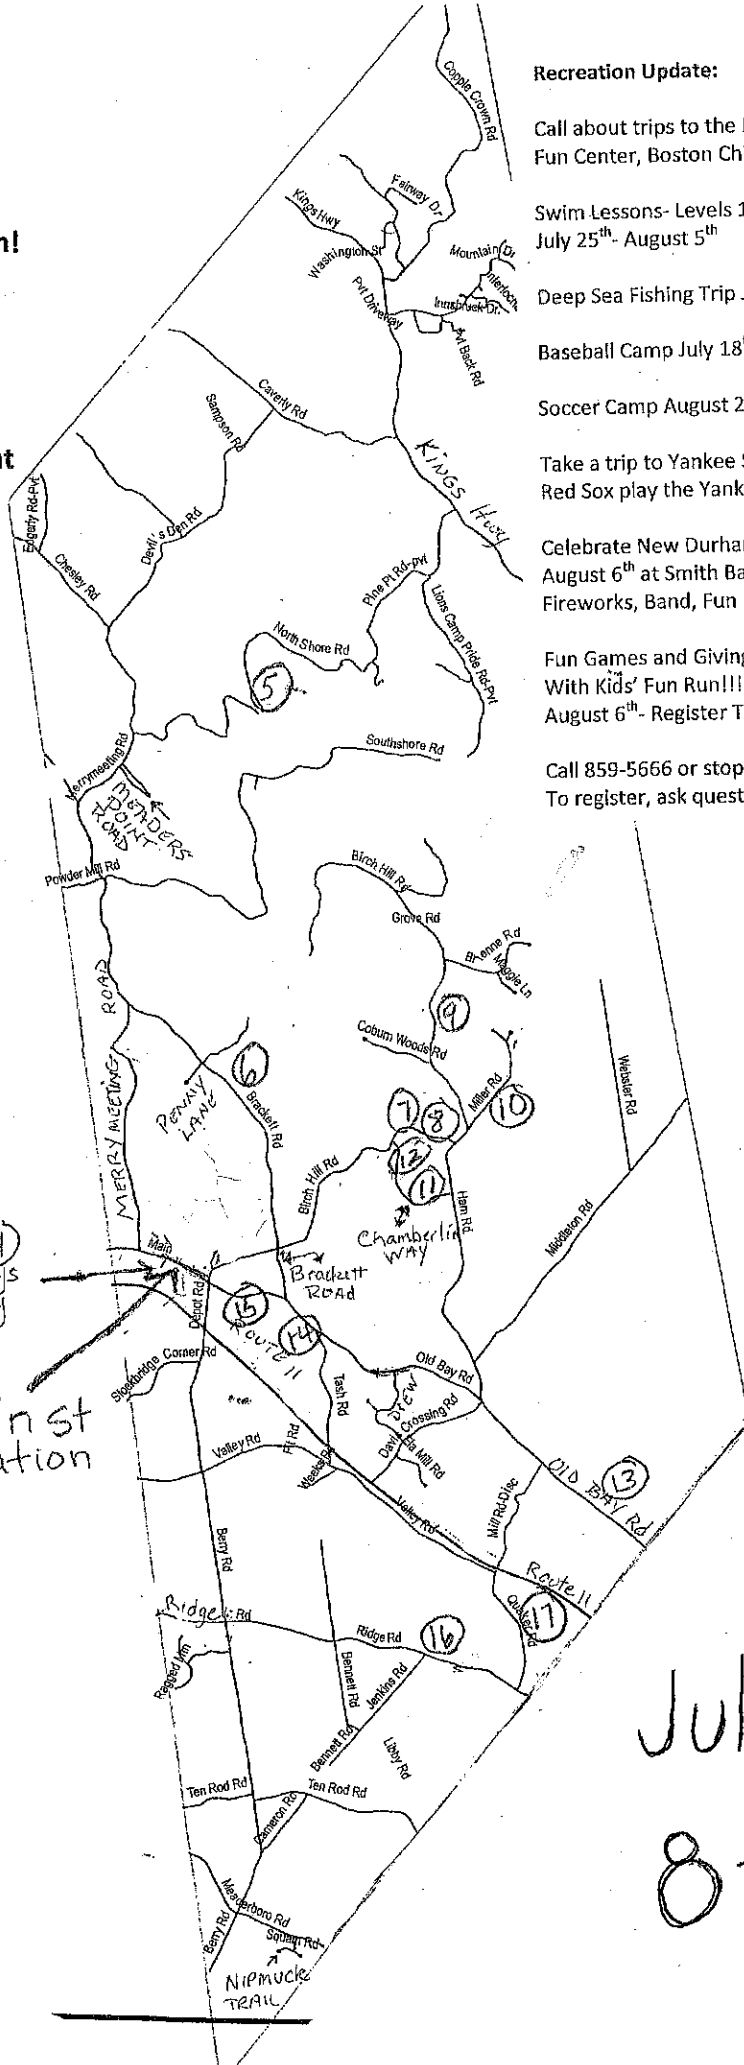 Recreation Update:
Call about trips to the
Fun Center, Boston
Swim Lessons- Levels 1
July 25th- August 5th
Deep Sea Fishing Trip
Baseball Camp July 18
Soccer Camp August 2
Take a trip to Yankee
Red Sox play the Yank
Celebrate New Durha
August 6th at Smith Ba
Fireworks, Band, Fun
Fun Games and Giving
With Kids' Fun Run!!!
August 6th- Register T
Call 859-5666 or stop
To register, ask quest
Copple Crown Rd
Fairway Dr
Kings Hwy
Washington St
Mountain Dr
Innsbruck Dr.
Pvt Driveway
Pvt Back Rd
Caverly Rd
Sampson Rd
KINGS Hwy
Edgerly Rd-Pvt
Devil's Den Rd
Chesley Rd
Pine Pt Rd-pvt
Lions Camp Pride Rd-Pvt
North Shore Rd
5
Southshore Rd
Merrymeeting Rd
MEADERS
POINT
ROAD
Powder Mill Rd
Birch Hill Rd
Grove Rd
Brienne Rd
Maggie Ln
9
MERRYMEETING ROAD
Coburn Woods Rd
6
PENNY
LANE
Brackett Rd
7
8
Miller Rd
10
Webster Rd
12
11
Birch Hill Rd
Ham Rd
Middleton Rd
Chamberlin
WAY
Main
Brackett
ROAD
Depot Rd
15
ROUTE 11
14
Stockbridge Corner Rd
Tash Rd
Old Bay Rd
DREW
Davis Crossing Rd
Ela Mill Rd
Valley Rd
Pit Rd
Weeks Rd
OLD BAY Rd
13
Mill Rd-Disc
Valley Rd
Berry Rd
Route 11
Quaker Rd
17
Ridge Rd
Ridge Rd
16
Ragged Mtn
Bennett Rd
Jenkins Rd
Bennett Rd
Libby Rd
Ten Rod Rd
Ten Rod Rd
Cameron Rd
Meaderboro Rd
Berry Rd
Squam Rd
NIPMUCK
TRAIL
Jul
8